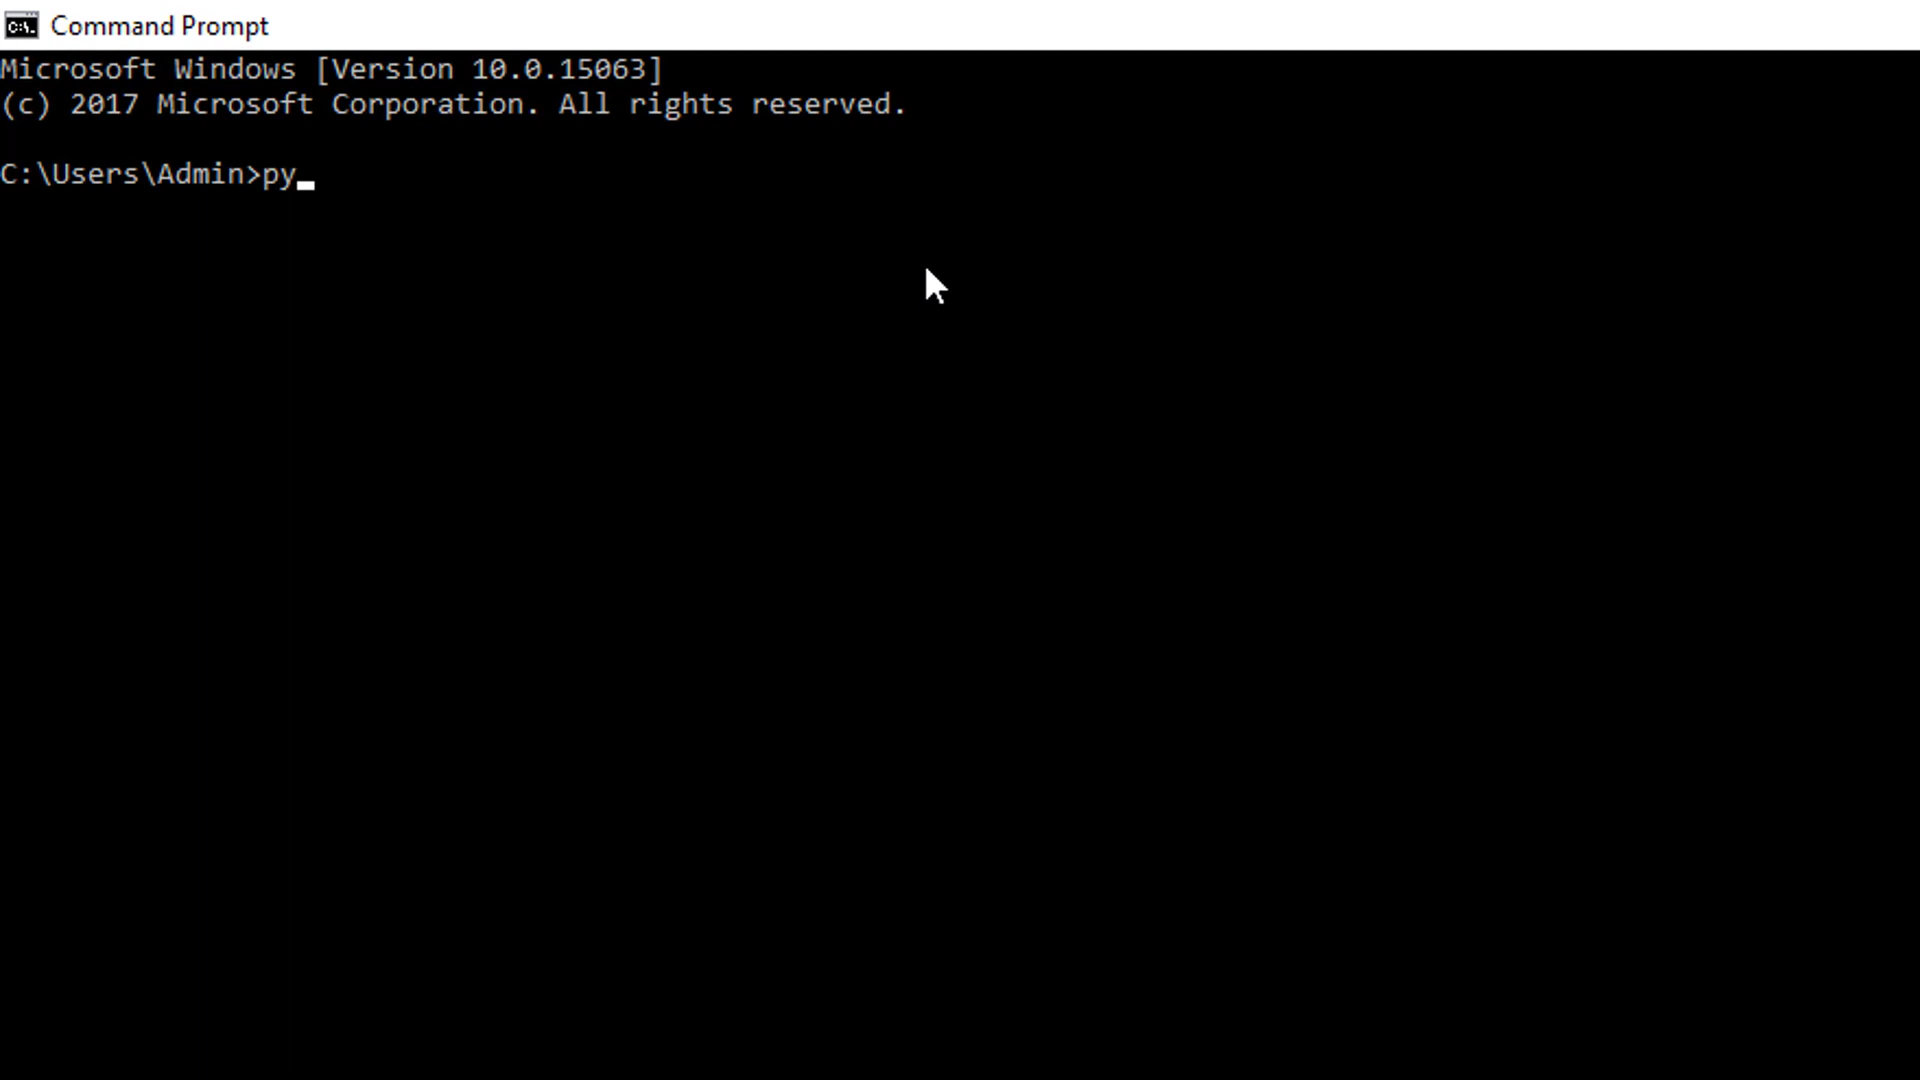 Command Prompt
Microsoft Windows [Version 10.0.15063]
(c) 2017 Microsoft Corporation. All rights reserved.
C:\Users\Admin>py